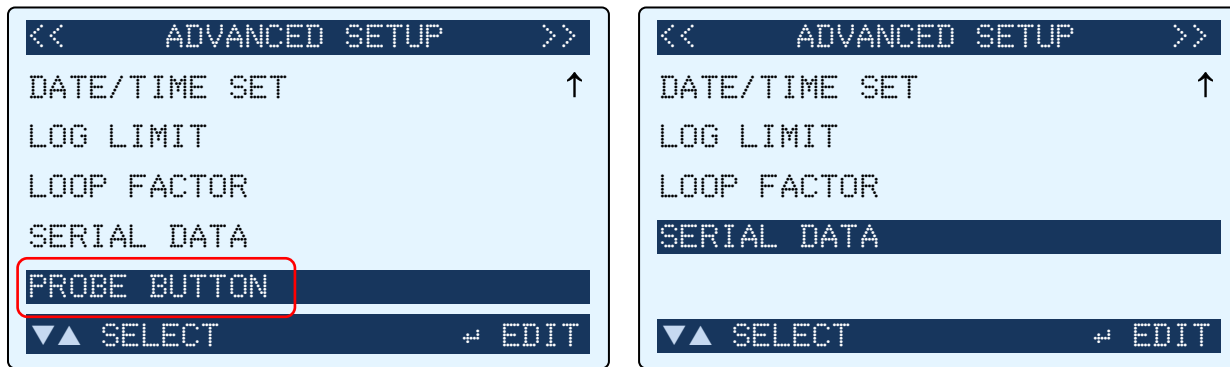 << ADVANCED SETUP >>
DATE/TIME SET ↑
LOG LIMIT
LOOP FACTOR
SERIAL DATA
PROBE BUTTON
▼▲ SELECT ↵ EDIT
<< ADVANCED SETUP >>
DATE/TIME SET ↑
LOG LIMIT
LOOP FACTOR
SERIAL DATA
▼▲ SELECT ↵ EDIT